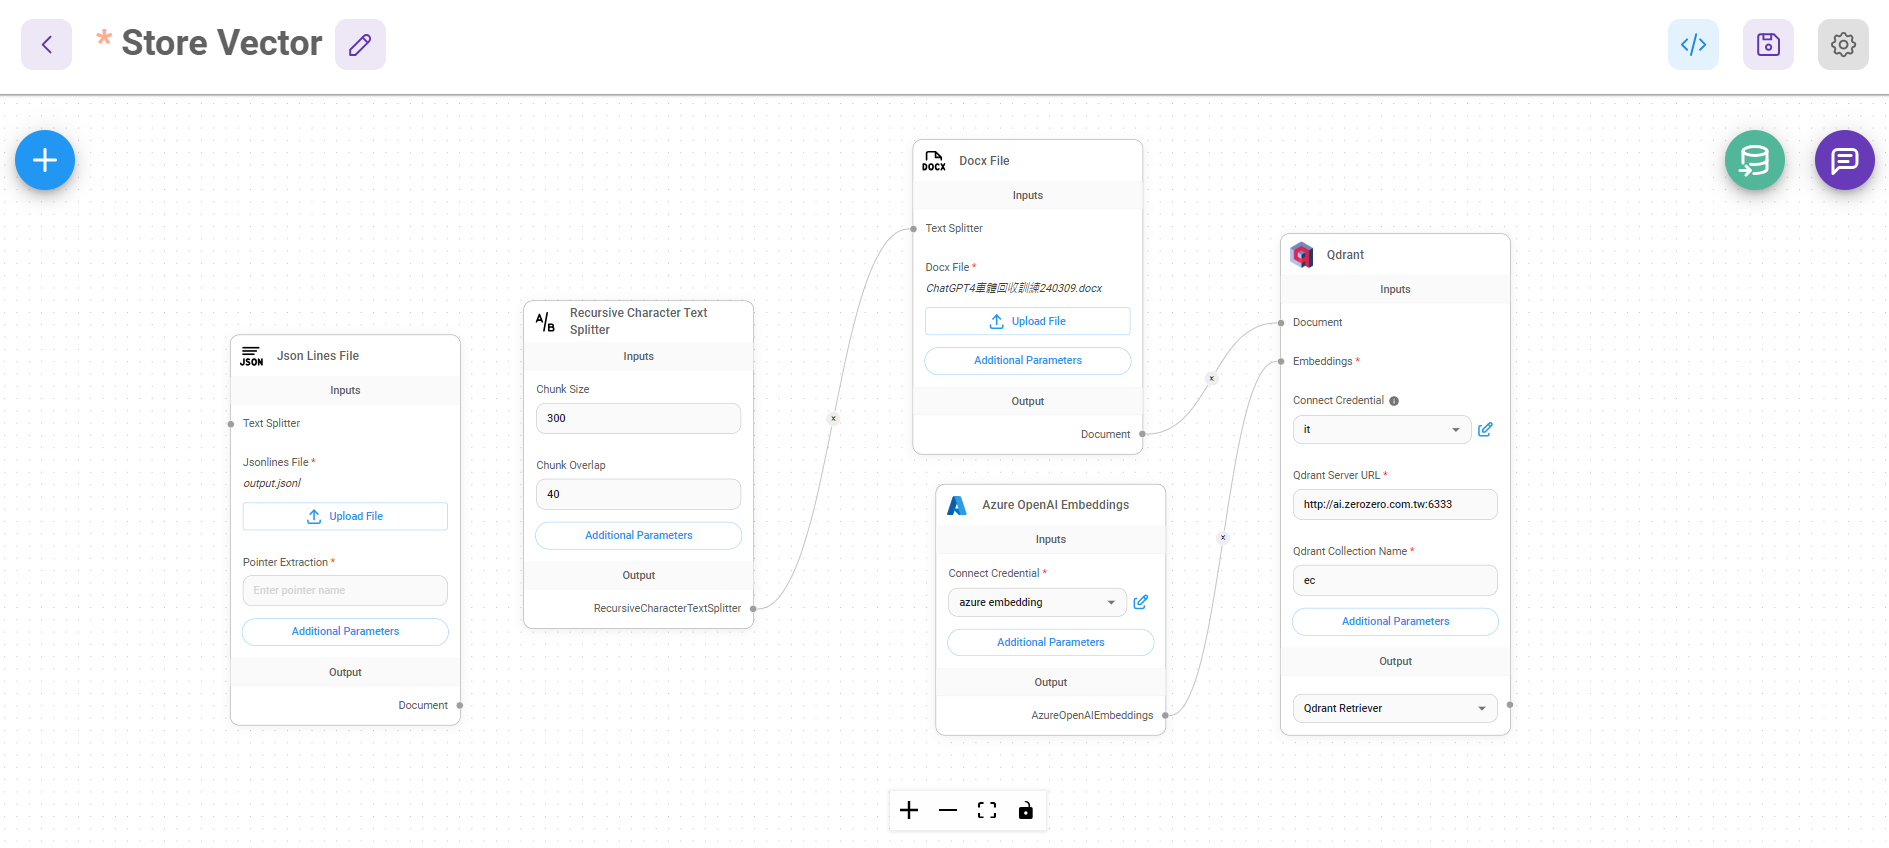 * Store Vector
Json Lines File
JSON
Inputs
Text Splitter
Jsonlines File *
output.jsonl
Upload File
Pointer Extraction *
Enter pointer name
Additional Parameters
Output
Document
A/B
Recursive Character Text
Splitter
Inputs
Chunk Size
300
Chunk Overlap
40
Additional Parameters
Output
RecursiveCharacterTextSplitter
DOCX
Docx File
Inputs
Text Splitter
Docx File *
ChatGPT4車體回收訓練240309.docx
Upload File
Additional Parameters
Output
Document
Azure OpenAI Embeddings
Inputs
Connect Credential *
azure embedding
Additional Parameters
Output
AzureOpenAIEmbeddings
Qdrant
Inputs
Document
Embeddings *
Connect Credential
it
Qdrant Server URL *
http://ai.zerozero.com.tw:6333
Qdrant Collection Name *
ec
Additional Parameters
Output
Qdrant Retriever